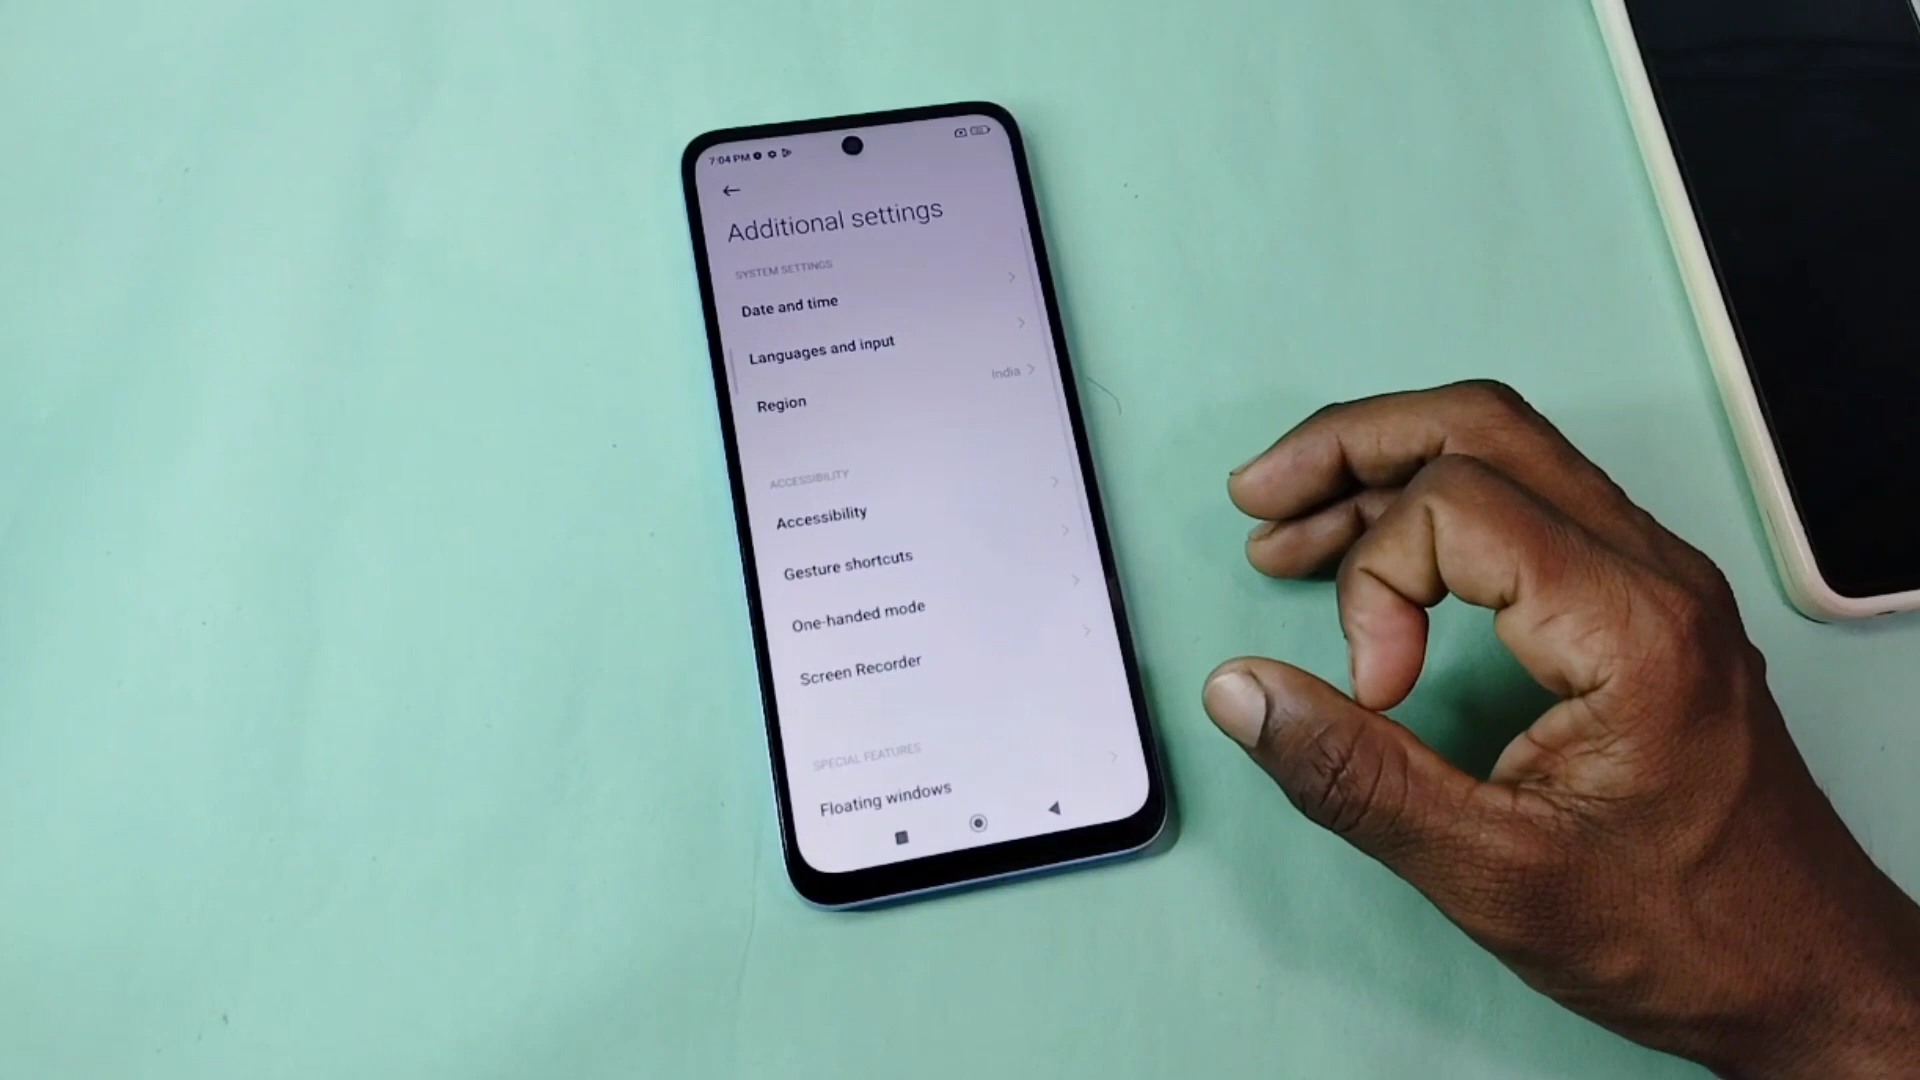 7:04 PM
Additional settings
SYSTEM SETTINGS
Date and time
Languages and input
Region
India
ACCESSIBILITY
Accessibility
Gesture shortcuts
One-handed mode
Screen Recorder
SPECIAL FEATURES
Floating windows